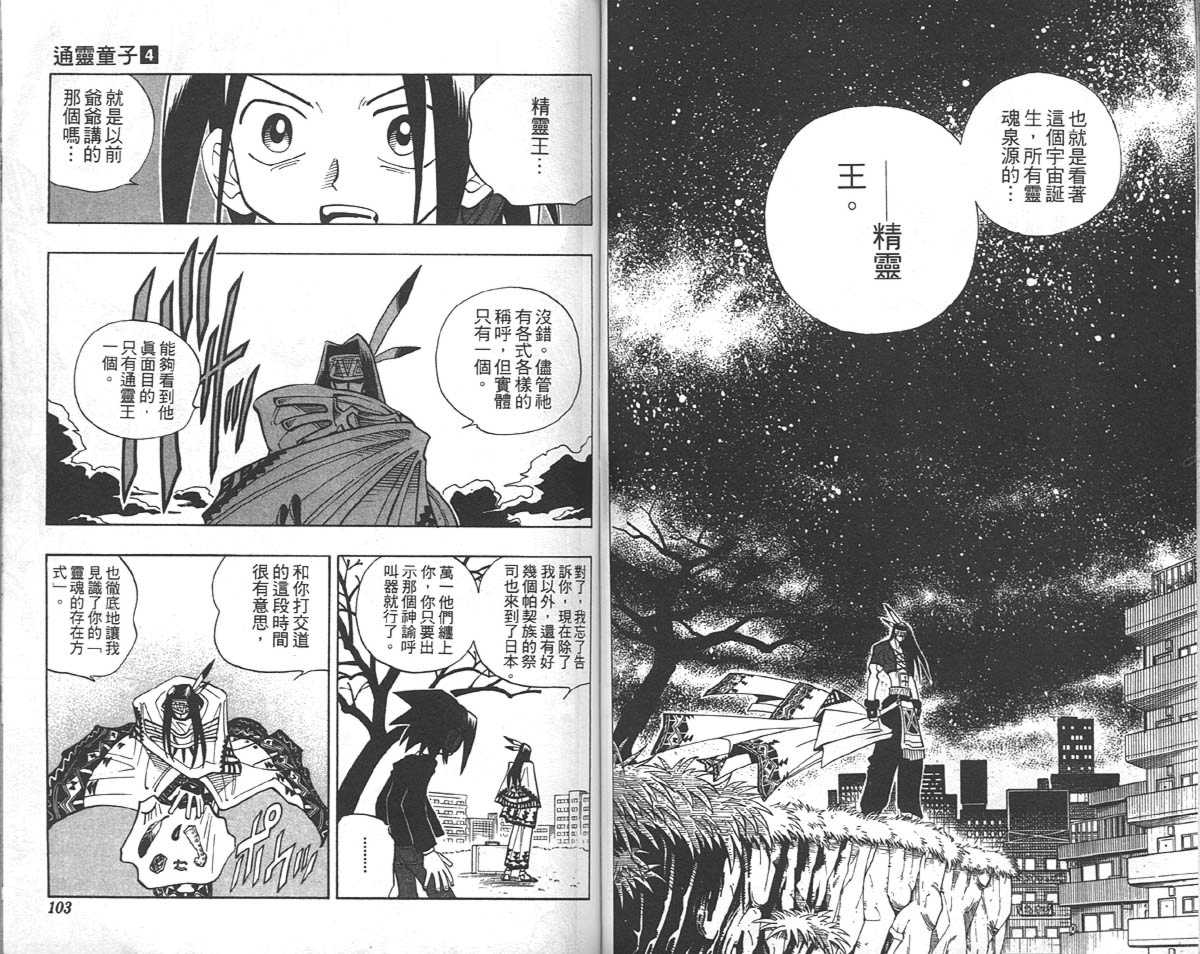 也就是看著
這個宇宙誕
生，所有靈
魂泉源的…
——精靈
王。
通靈童子4
精靈王…
就是以前
爺爺講的
那個嗎…
沒錯。儘管祂
有各式各樣的
稱呼，但實體
只有一個。
能夠看到他
真面目的，
只有通靈王
一個。
對了，我忘了告
訴你，現在除了
我以外，還有好
幾個帕契族的祭
司也來到了日本。
萬一他們纏上
你，你只要出
示那個神諭呼
叫器就行了。
………
和你打交道
的這段時間
很有意思，
也徹底地讓我
見識了你的「
靈魂的存在方
式」。
103